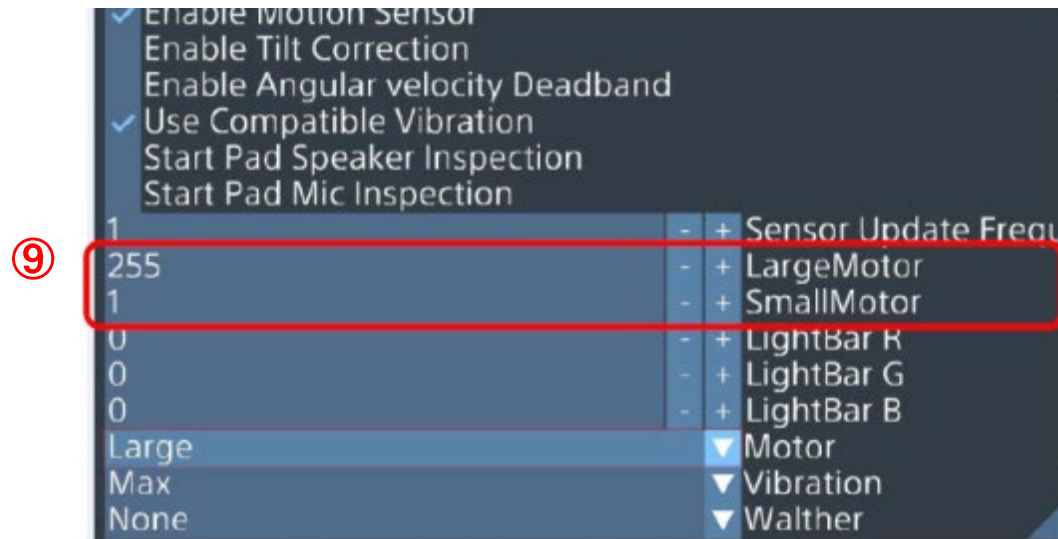 Enable Motion Sensor
Enable Tilt Correction
Enable Angular velocity Deadband
Use Compatible Vibration
Start Pad Speaker Inspection
Start Pad Mic Inspection
1 - + Sensor Update Frequ
⑨ 255 - + LargeMotor
1 - + SmallMotor
0 - + LightBar R
0 - + LightBar G
0 - + LightBar B
Large Motor
Max Vibration
None Walther